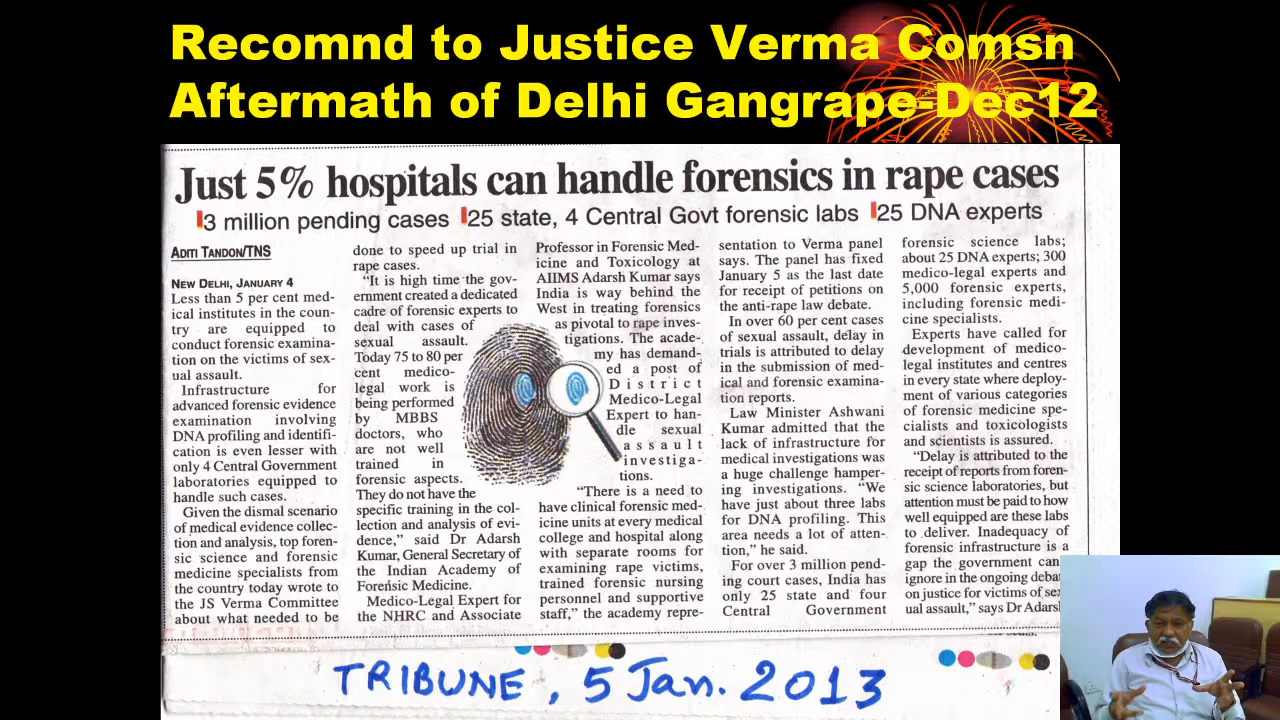 Recomnd to Justice Verma Comsn
Aftermath of Delhi Gangrape-Dec12
Just 5% hospitals can handle forensics in rape cases
3 million pending cases 25 state, 4 Central Govt forensic labs 25 DNA experts
ADITI TANDON/TNS
NEW DELHI, JANUARY 4
Less than 5 per cent med-
ical institutes in the coun-
try are equipped to
conduct forensic examina-
tion on the victims of sex-
ual assault.
Infrastructure for
advanced forensic evidence
examination involving
DNA profiling and identifi-
cation is even lesser with
only 4 Central Government
laboratories equipped to
handle such cases.
Given the dismal scenario
of medical evidence collec-
tion and analysis, top foren-
sic science and forensic
medicine specialists from
the country today wrote to
the JS Verma Committee
about what needed to be
done to speed up trial in
rape cases.
"It is high time the gov-
ernment created a dedicated
cadre of forensic experts to
deal with cases of
sexual assault.
Today 75 to 80 per
cent medico-
legal work is
being performed
by MBBS
doctors, who
are not well
trained in
forensic aspects.
They do not have the
specific training in the col-
lection and analysis of evi-
dence," said Dr Adarsh
Kumar, General Secretary of
the Indian Academy of
Forensic Medicine.
Medico-Legal Expert for
the NHRC and Associate
Professor in Forensic Med-
icine and Toxicology at
AIIMS Adarsh Kumar says
India is way behind the
West in treating forensics
as pivotal to rape inves-
tigations. The acade-
my has demand-
ed a post of
District
Medico-Legal
Expert to han-
dle sexual
assault
investiga-
tions.
"There is a need to
have clinical forensic med-
icine units at every medical
college and hospital along
with separate rooms for
examining rape victims,
trained forensic nursing
personnel and supportive
staff," the academy repre-
sentation to Verma panel
says. The panel has fixed
January 5 as the last date
for receipt of petitions on
the anti-rape law debate.
In over 60 per cent cases
of sexual assault, delay in
trials is attributed to delay
in the submission of med-
ical and forensic examina-
tion reports.
Law Minister Ashwani
Kumar admitted that the
lack of infrastructure for
medical investigations was
a huge challenge hamper-
ing investigations. "We
have just about three labs
for DNA profiling. This
area needs a lot of atten-
tion," he said.
For over 3 million pend-
ing court cases, India has
only 25 state and four
Central Government
forensic science labs;
about 25 DNA experts; 300
medico-legal experts and
5,000 forensic experts,
including forensic medi-
cine specialists.
Experts have called for
development of medico-
legal institutes and centres
in every state where deploy-
ment of various categories
of forensic medicine spe-
cialists and toxicologists
and scientists is assured.
"Delay is attributed to the
receipt of reports from foren-
sic science laboratories, but
attention must be paid to how
well equipped are these labs
to deliver. Inadequacy of
forensic infrastructure is a
gap the government can
ignore in the ongoing deba
on justice for victims of sex
ual assault," says Dr Adars
TRIBUNE, 5 Jan. 2013